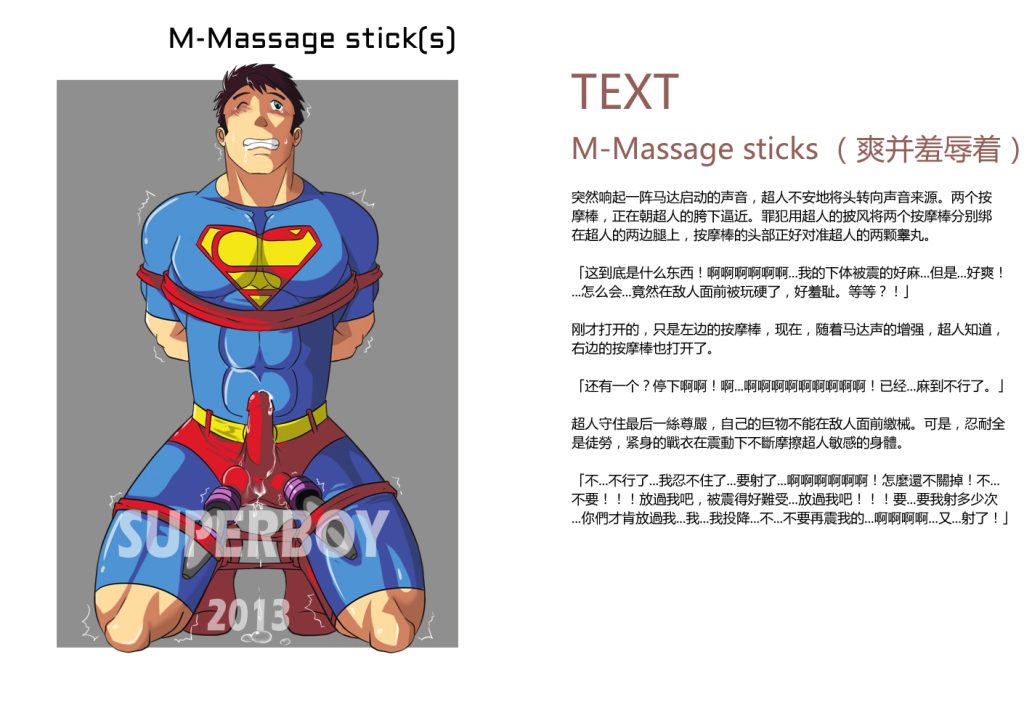 M-Massage stick(s)
SUPERBOY
2013
TEXT
M-Massage sticks （爽并羞辱着）
突然响起一阵马达启动的声音，超人不安地将头转向声音来源。两个按
摩棒，正在朝超人的胯下逼近。罪犯用超人的披风将两个按摩棒分别绑
在超人的两边腿上，按摩棒的头部正好对准超人的两颗睾丸。
「这到底是什么东西！啊啊啊啊啊啊...我的下体被震的好麻...但是...好爽！
...怎么会...竟然在敌人面前被玩硬了，好羞耻。等等？！」
刚才打开的，只是左边的按摩棒，现在，随着马达声的增强，超人知道，
右边的按摩棒也打开了。
「还有一个？停下啊啊！啊...啊啊啊啊啊啊啊啊啊！已经...麻到不行了。」
超人守住最后一絲尊嚴，自己的巨物不能在敌人面前缴械。可是，忍耐全
是徒勞，紧身的戰衣在震動下不斷摩擦超人敏感的身體。
「不...不行了...我忍不住了...要射了...啊啊啊啊啊啊！怎麼還不關掉！不...
不要！！！放過我吧，被震得好難受...放過我吧！！！要...要我射多少次
...你們才肯放過我...我...我投降...不...不要再震我的...啊啊啊啊...又...射了！」